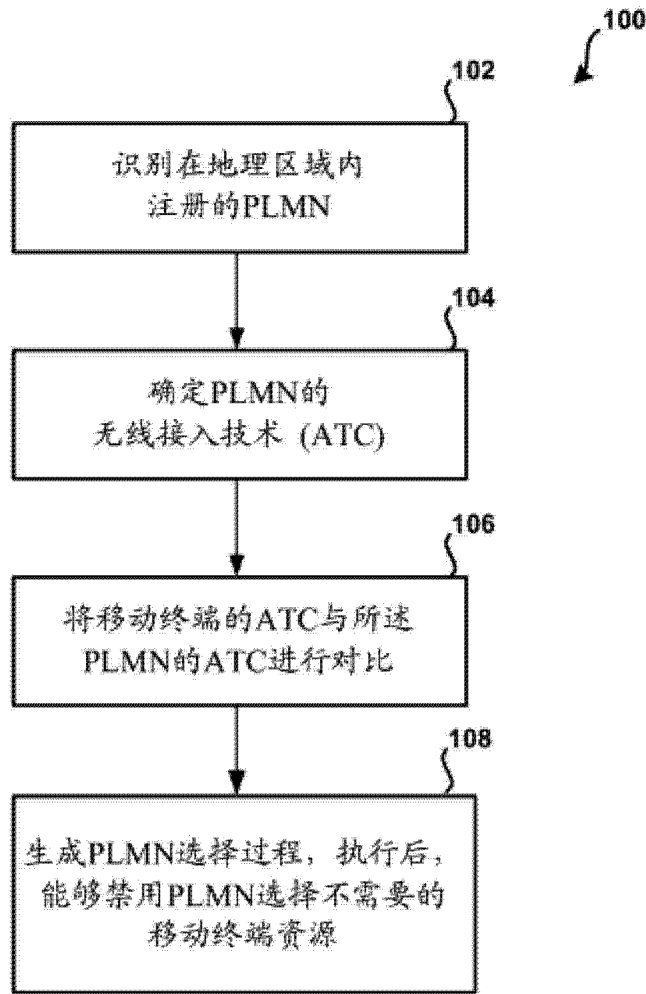 100
102
识别在地理区域内
注册的PLMN
104
确定PLMN的
无线接入技术 (ATC)
106
将移动终端的ATC与所述
PLMN的ATC进行对比
108
生成PLMN选择过程，执行后，
能够禁用PLMN选择不需要的
移动终端资源